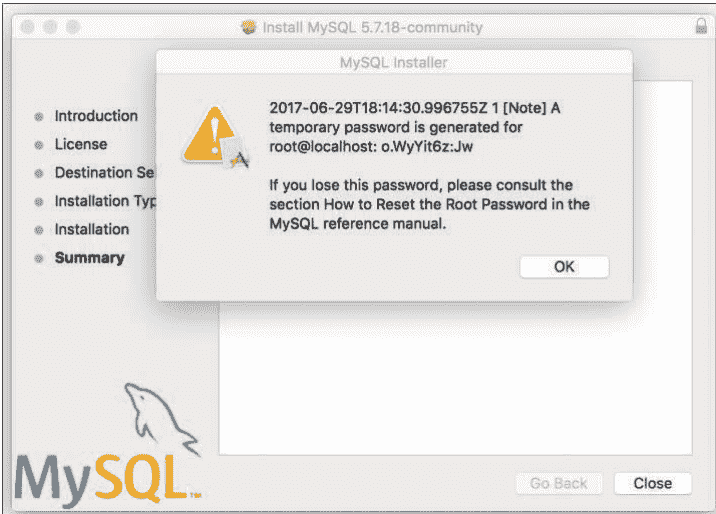 Install MySQL 5.7.18-community
MySQL Installer
2017-06-29T18:14:30.996755Z 1 [Note] A
temporary password is generated for
root@localhost: o.WyYit6z:Jw
If you lose this password, please consult the
section How to Reset the Root Password in the
MySQL reference manual.
OK
Introduction
License
Destination Se
Installation Typ
Installation
Summary
MySQL™
Go Back
Close